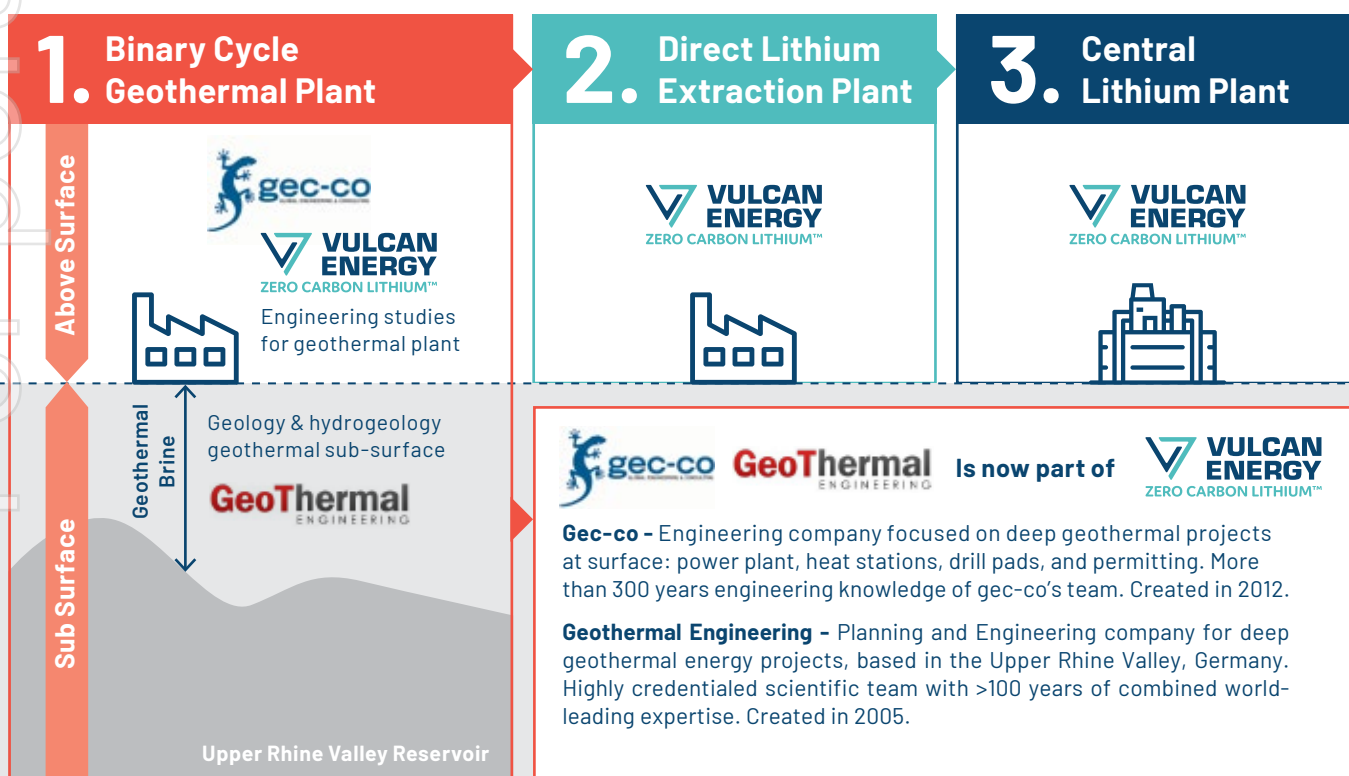 1.
Binary Cycle
Geothermal Plant
2.
Direct Lithium
Extraction Plant
3.
Central
Lithium Plant
Above Surface
gec-co
GLOBAL ENGINEERING & CONSULTING
VULCAN
ENERGY
ZERO CARBON LITHIUM™
Engineering studies
for geothermal plant
VULCAN
ENERGY
ZERO CARBON LITHIUM™
VULCAN
ENERGY
ZERO CARBON LITHIUM™
Sub Surface
Geothermal
Brine
Geology & hydrogeology
geothermal sub-surface
GeoThermal
ENGINEERING
Upper Rhine Valley Reservoir
gec-co
GLOBAL ENGINEERING & CONSULTING
GeoThermal
ENGINEERING
Is now part of
VULCAN
ENERGY
ZERO CARBON LITHIUM™
Gec-co - Engineering company focused on deep geothermal projects
at surface: power plant, heat stations, drill pads, and permitting. More
than 300 years engineering knowledge of gec-co's team. Created in 2012.
Geothermal Engineering - Planning and Engineering company for deep
geothermal energy projects, based in the Upper Rhine Valley, Germany.
Highly credentialed scientific team with >100 years of combined world-
leading expertise. Created in 2005.